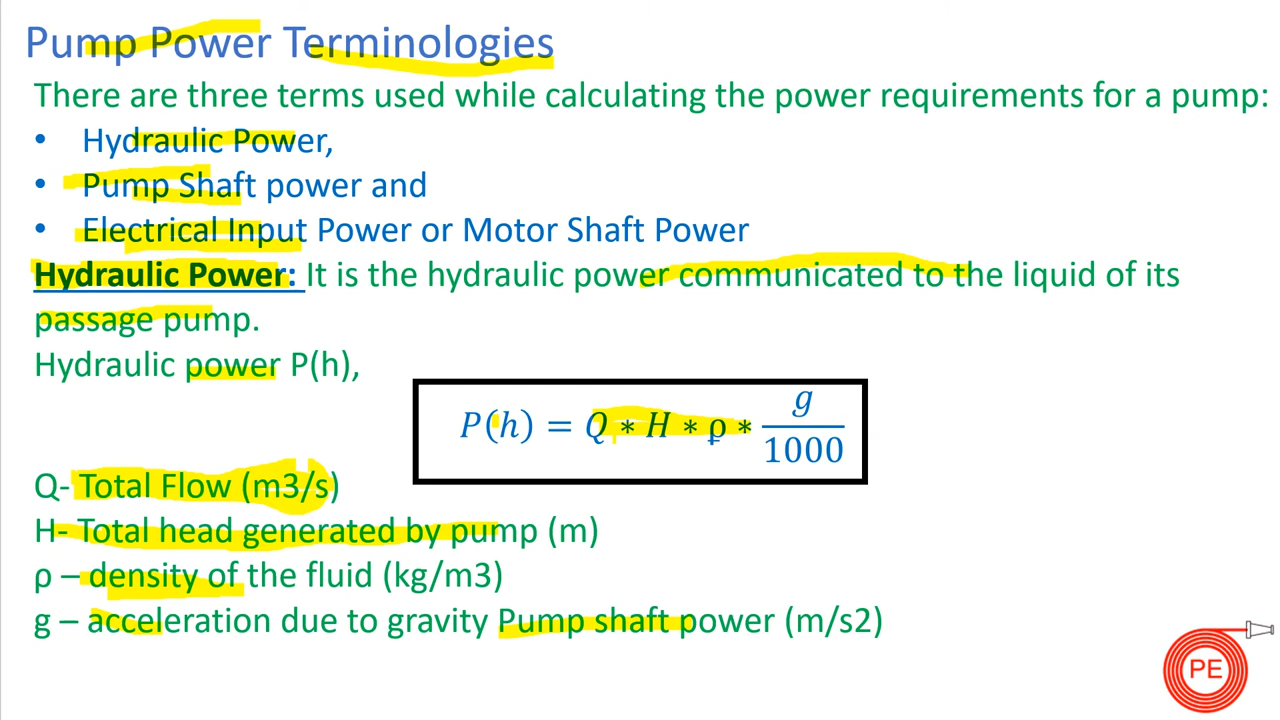 Pump Power Terminologies
There are three terms used while calculating the power requirements for a pump:
• Hydraulic Power,
• Pump Shaft power and
• Electrical Input Power or Motor Shaft Power
Hydraulic Power: It is the hydraulic power communicated to the liquid of its
passage pump.
Hydraulic power P(h),
P(h) = Q * H * ρ * g/1000
Q- Total Flow (m3/s)
H- Total head generated by pump (m)
ρ – density of the fluid (kg/m3)
g – acceleration due to gravity Pump shaft power (m/s2)
PE